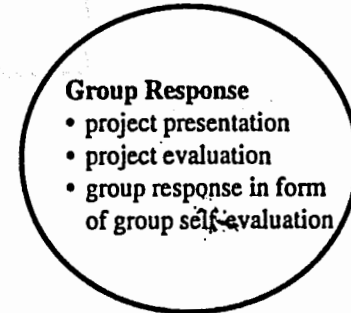 Group Response
• project presentation
• project evaluation
• group response in form
of group self-evaluation